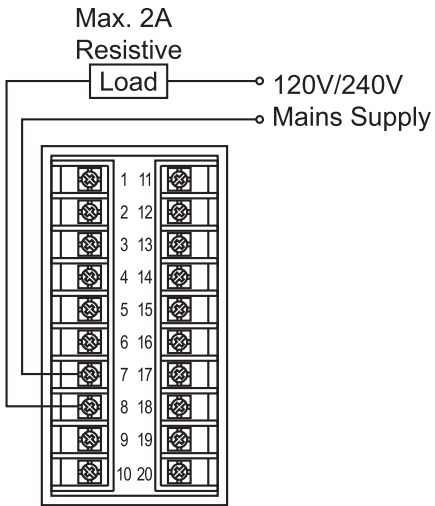 Max. 2A
Resistive
Load
120V/240V
Mains Supply
1 11
2 12
3 13
4 14
5 15
6 16
7 17
8 18
9 19
10 20